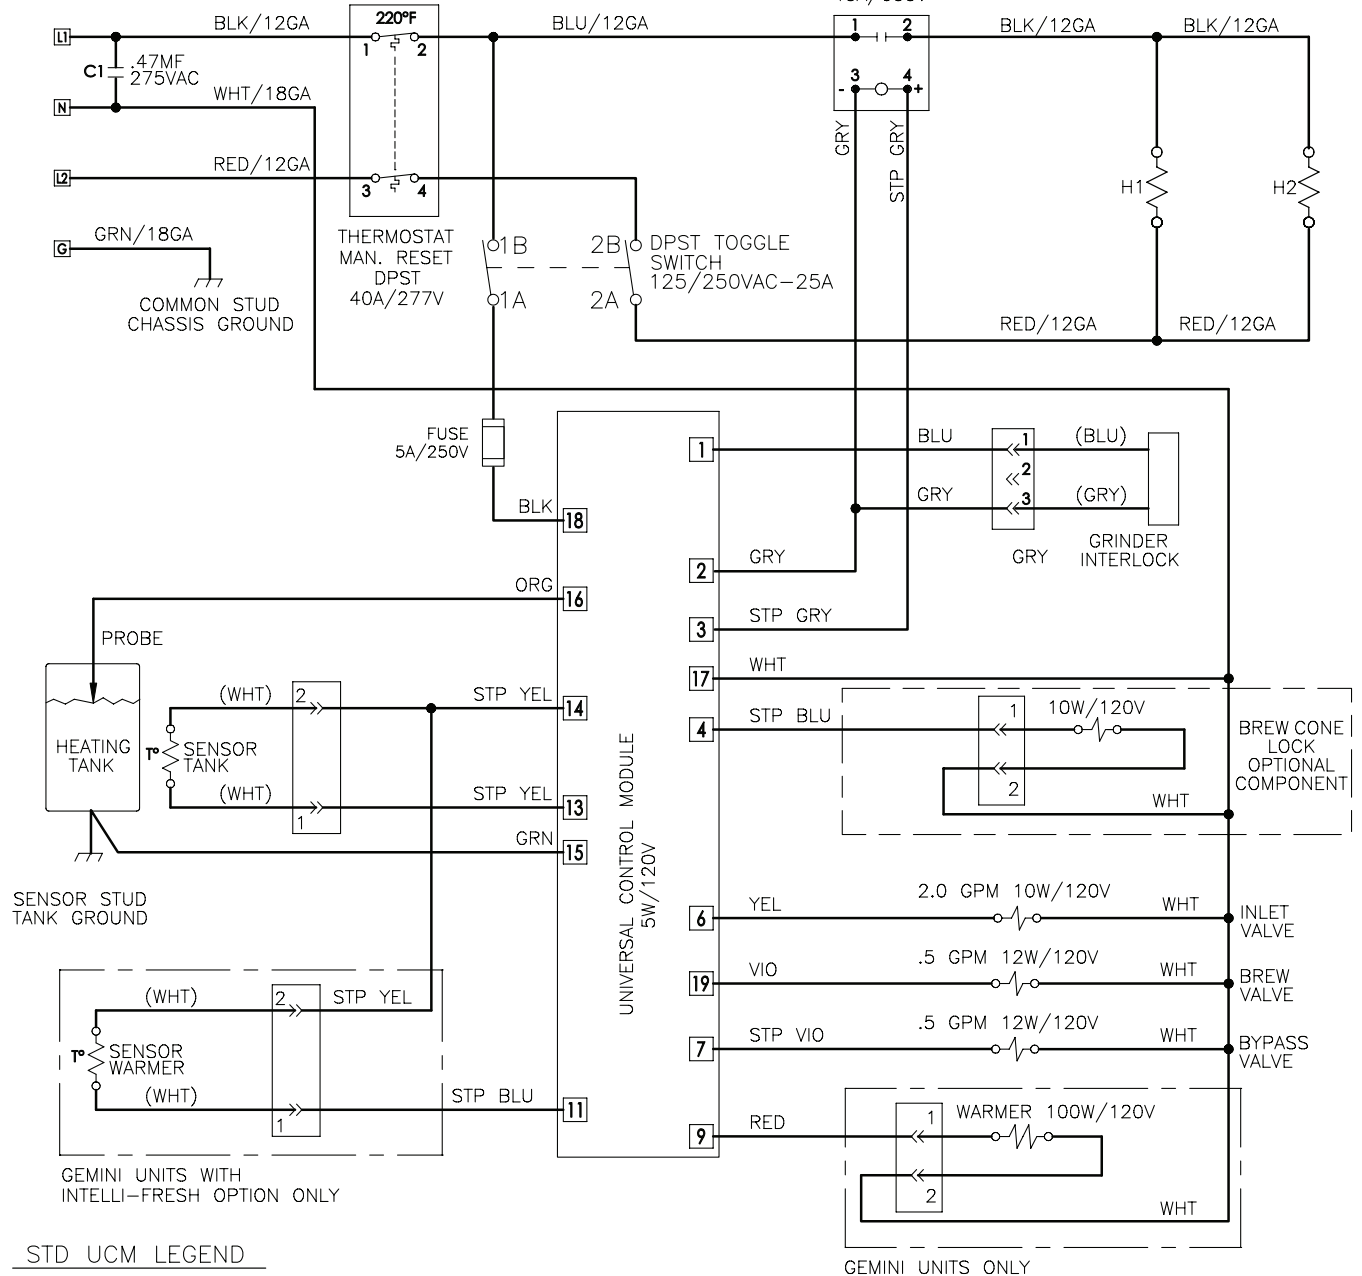 BLK/12GA
220°F
BLU/12GA
1 2
BLK/12GA
BLK/12GA
L1
1 2
C1
.47MF
275VAC
3 4
- +
N
WHT/18GA
GRY
STP GRY
L2
RED/12GA
3 4
H1
H2
G
GRN/18GA
COMMON STUD
CHASSIS GROUND
THERMOSTAT
MAN. RESET
DPST
40A/277V
1B
1A
2B
2A
DPST TOGGLE
SWITCH
125/250VAC-25A
RED/12GA
RED/12GA
FUSE
5A/250V
1
BLU
1
2
3
(BLU)
GRY
(GRY)
GRINDER
INTERLOCK
GRY
BLK
18
2
GRY
ORG
16
3
STP GRY
PROBE
17
WHT
HEATING
TANK
T°
SENSOR
TANK
(WHT)
2
STP YEL
14
(WHT)
1
STP YEL
13
GRN
15
4
STP BLU
1
2
10W/120V
WHT
BREW CONE
LOCK
OPTIONAL
COMPONENT
UNIVERSAL CONTROL MODULE
5W/120V
SENSOR STUD
TANK GROUND
6
YEL
2.0 GPM 10W/120V
WHT
INLET
VALVE
19
VIO
.5 GPM 12W/120V
WHT
BREW
VALVE
7
STP VIO
.5 GPM 12W/120V
WHT
BYPASS
VALVE
(WHT)
2
STP YEL
T°
SENSOR
WARMER
(WHT)
1
STP BLU
11
9
RED
1
2
WARMER 100W/120V
WHT
GEMINI UNITS WITH
INTELLI-FRESH OPTION ONLY
GEMINI UNITS ONLY
STD UCM LEGEND